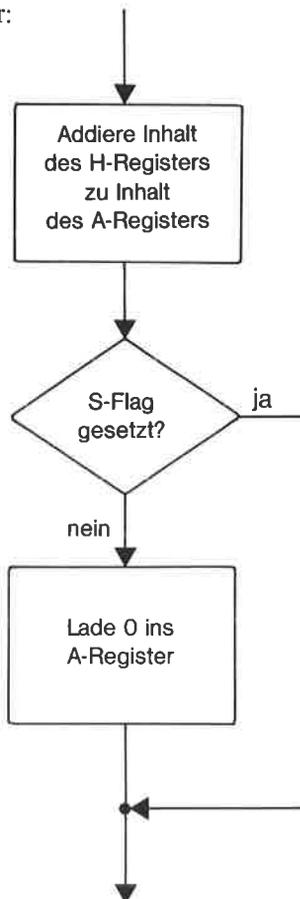 r:
Addiere Inhalt
des H-Registers
zu Inhalt
des A-Registers
S-Flag
gesetzt?
ja
nein
Lade 0 ins
A-Register